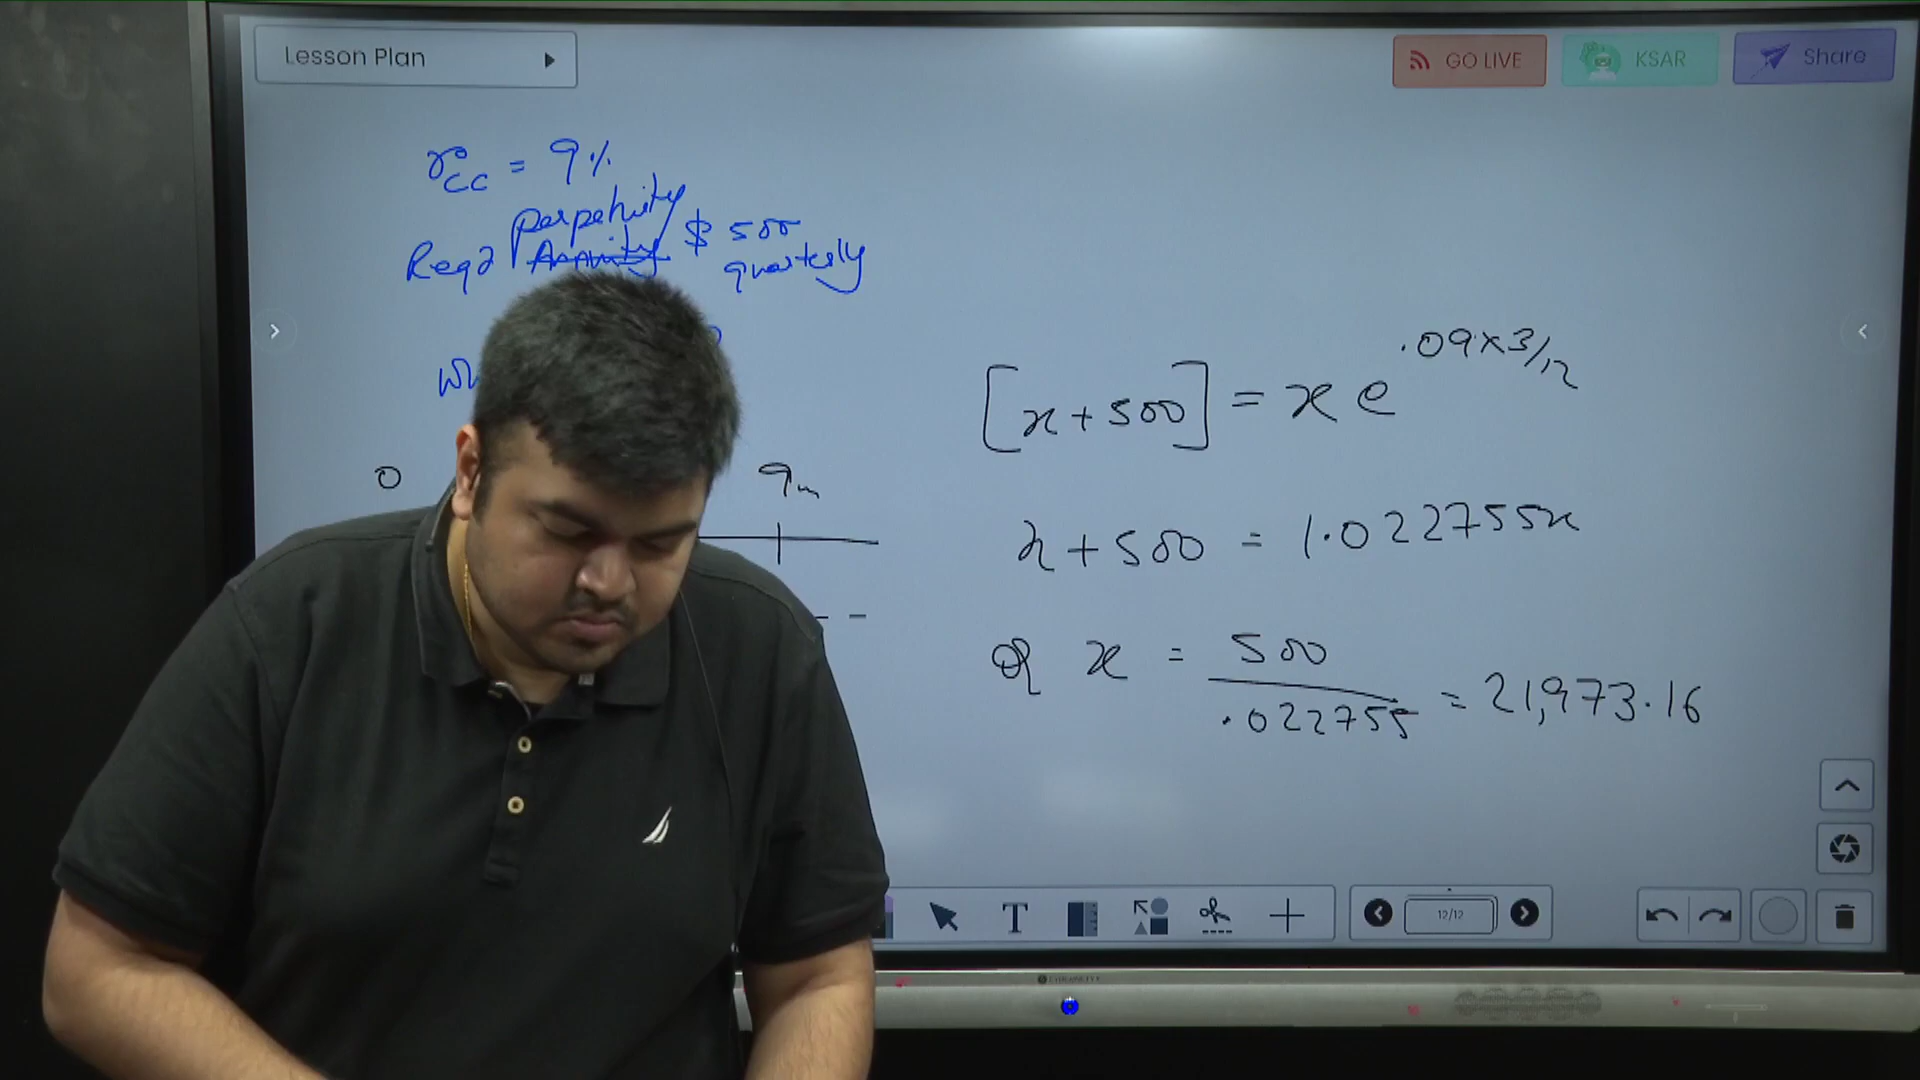 Lesson Plan
GO LIVE
KSAR
Share
r_cc = 9%
perpetuity
Reqd Annuity $ 500
quarterly
0
9m
[x+500] = x e^.09×3/12
x+500 = 1.022755x
or x = 500/.022755 = 21,973.16
T
12/12